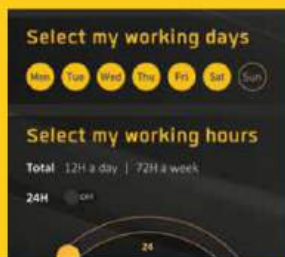 Select my working days
Mon Tue Wed Thu Fri Sat Sun
Select my working hours
Total 12H a day | 72H a week
24H OFF
24